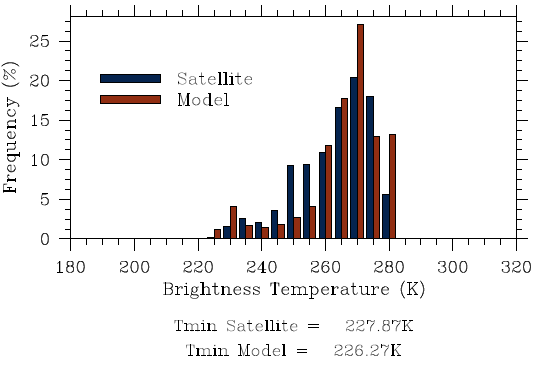 25
20
15
10
5
0
Frequency (%)
Satellite
Model
180 200 220 240 260 280 300 320
Brightness Temperature (K)
Tmin Satellite = 227.87K
Tmin Model = 226.27K